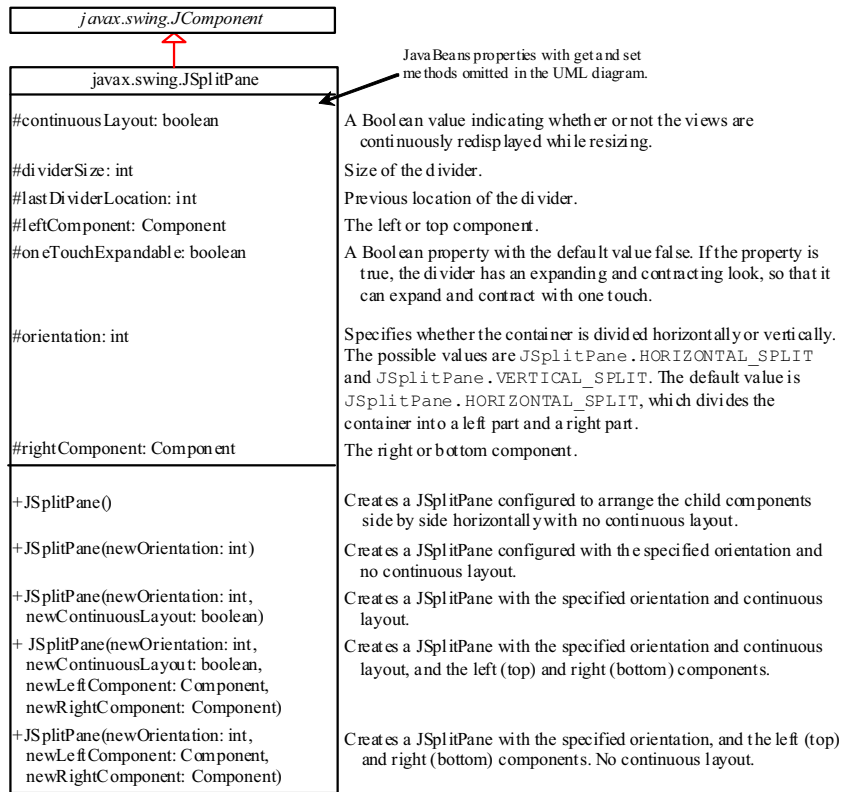 javax.swing.JComponent
JavaBeans properties with get and set
methods omitted in the UML diagram.
javax.swing.JSplitPane
#continuousLayout: boolean
A Boolean value indicating whether or not the views are
continuously redisplayed while resizing.
#dividerSize: int
Size of the divider.
#lastDividerLocation: int
Previous location of the divider.
#leftComponent: Component
The left or top component.
#oneTouchExpandable: boolean
A Boolean property with the default value false. If the property is
true, the divider has an expanding and contracting look, so that it
can expand and contract with one touch.
#orientation: int
Specifies whether the container is divided horizontally or vertically.
The possible values are JSplitPane.HORIZONTAL_SPLIT
and JSplitPane.VERTICAL_SPLIT. The default value is
JSplitPane.HORIZONTAL_SPLIT, which divides the
container into a left part and a right part.
#rightComponent: Component
The right or bottom component.
+JSplitPane()
Creates a JSplitPane configured to arrange the child components
side by side horizontally with no continuous layout.
+JSplitPane(newOrientation: int)
Creates a JSplitPane configured with the specified orientation and
no continuous layout.
+JSplitPane(newOrientation: int,
newContinuousLayout: boolean)
Creates a JSplitPane with the specified orientation and continuous
layout.
+ JSplitPane(newOrientation: int,
newContinuousLayout: boolean,
newLeftComponent: Component,
newRightComponent: Component)
Creates a JSplitPane with the specified orientation and continuous
layout, and the left (top) and right (bottom) components.
+JSplitPane(newOrientation: int,
newLeftComponent: Component,
newRightComponent: Component)
Creates a JSplitPane with the specified orientation, and the left (top)
and right (bottom) components. No continuous layout.